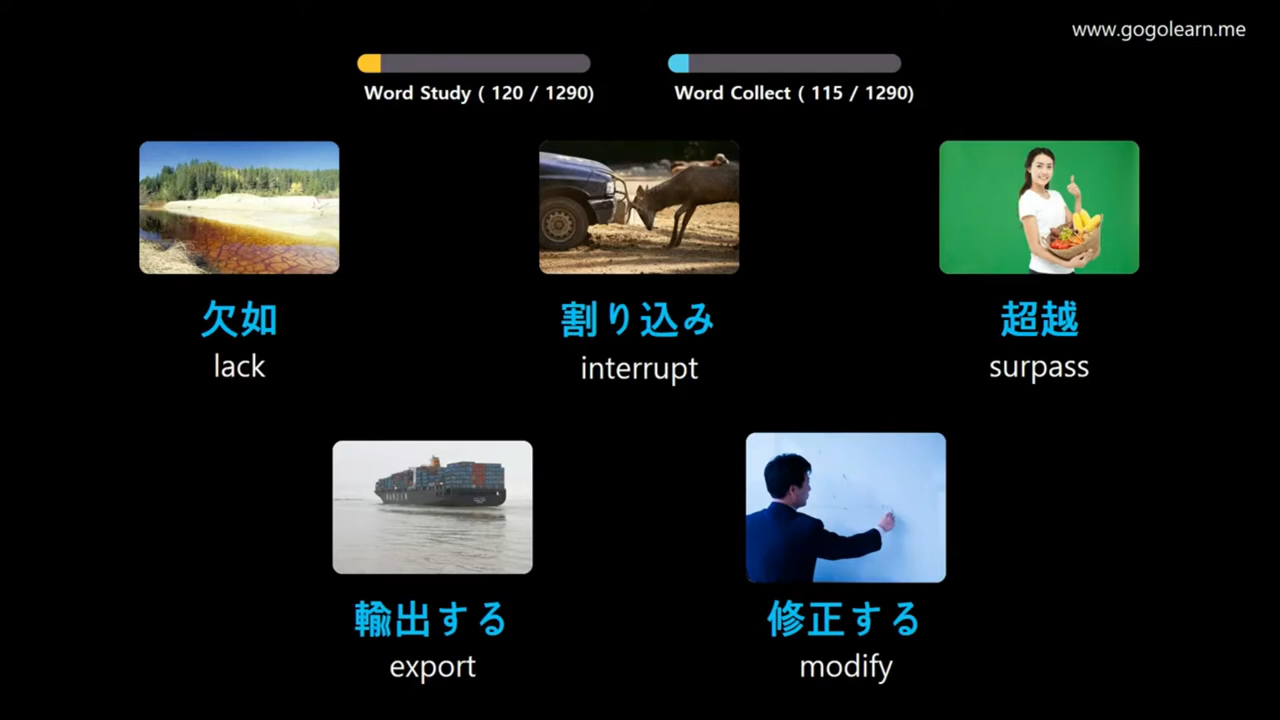 www.gogolearn.me
Word Study ( 120 / 1290)
Word Collect ( 115 / 1290)
欠如
lack
割り込み
interrupt
超越
surpass
輸出する
export
修正する
modify